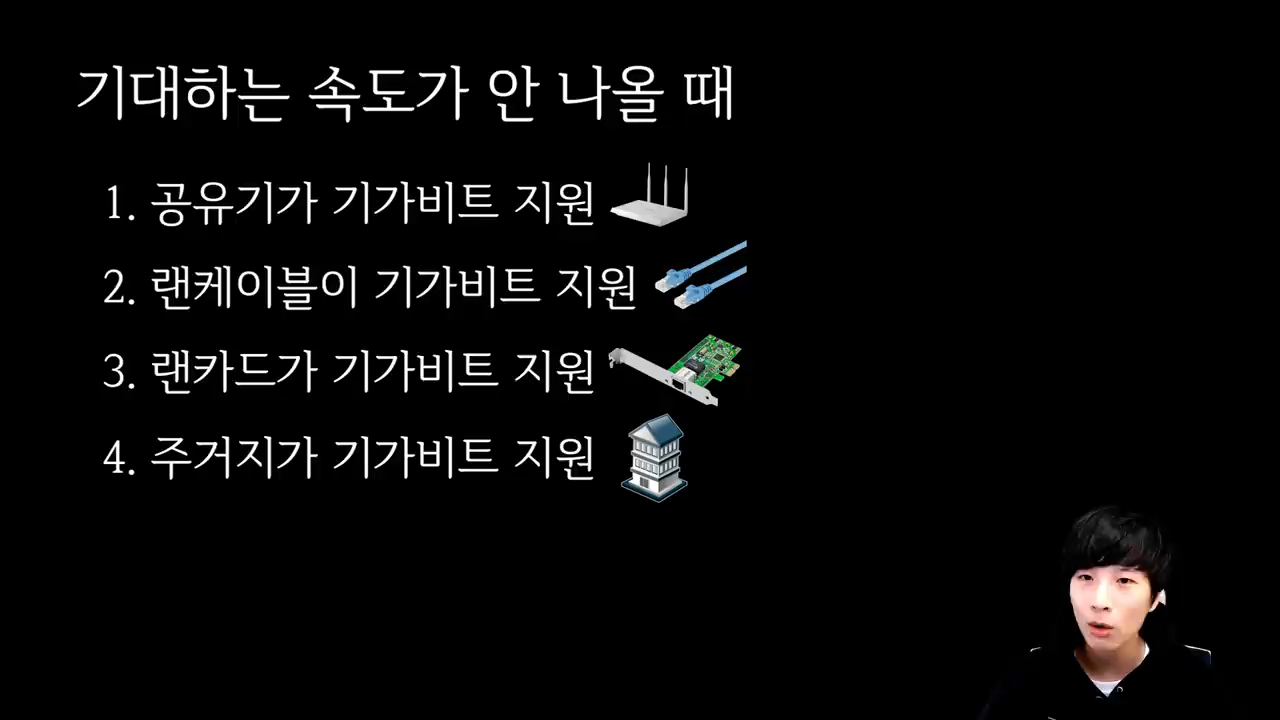 기대하는 속도가 안 나올 때
1. 공유기가 기가비트 지원
2. 랜케이블이 기가비트 지원
3. 랜카드가 기가비트 지원
4. 주거지가 기가비트 지원